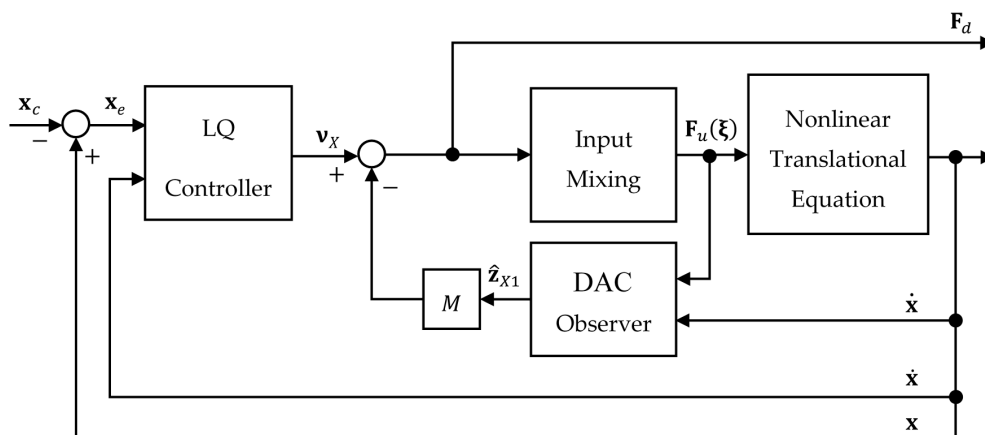 𝐅_d
𝐱_c
−
+
𝐱_e
LQ
Controller
𝛎_X
+
−
Input
Mixing
𝐅_u(𝛏)
Nonlinear
Translational
Equation
M
𝐳̂_X1
DAC
Observer
𝐱̇
𝐱̇
𝐱